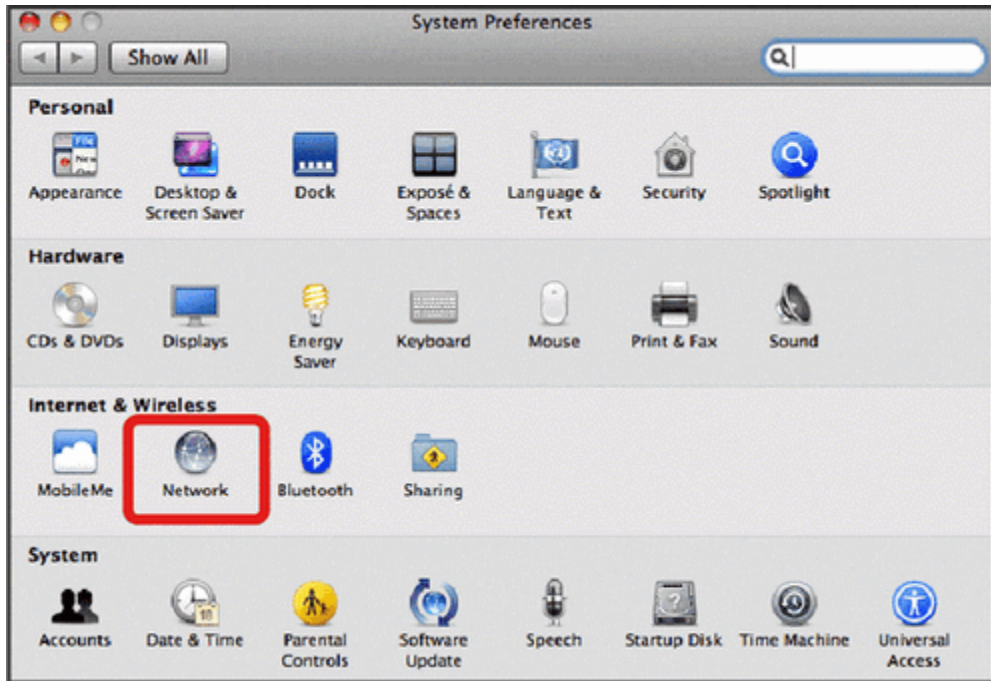 System Preferences
Show All
Personal
Appearance
Desktop &
Screen Saver
Dock
Exposé &
Spaces
Language &
Text
Security
Spotlight
Hardware
CDs & DVDs
Displays
Energy
Saver
Keyboard
Mouse
Print & Fax
Sound
Internet & Wireless
MobileMe
Network
Bluetooth
Sharing
System
Accounts
Date & Time
Parental
Controls
Software
Update
Speech
Startup Disk
Time Machine
Universal
Access